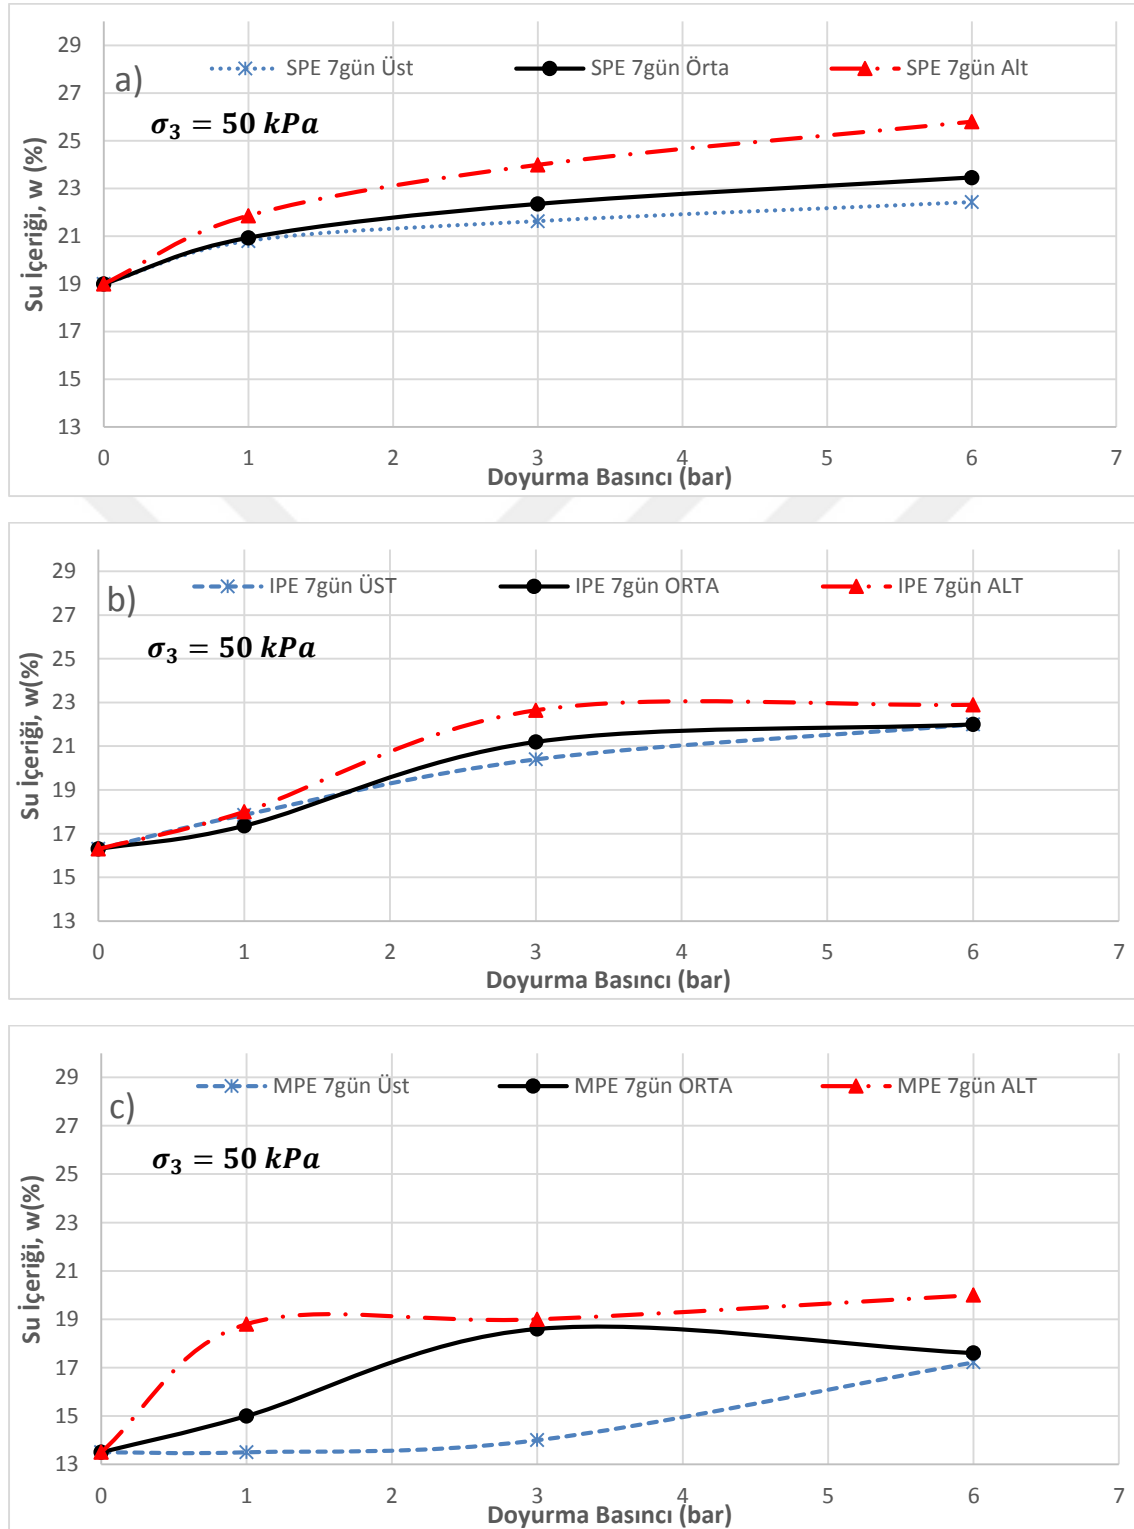 29
27
25
23
21
19
17
15
13
Su İçeriği, w (%)
a)
SPE 7gün Üst SPE 7gün Örta SPE 7gün Alt
σ₃ = 50 kPa
0 1 2 3 4 5 6 7
Doyurma Basıncı (bar)
29
27
25
23
21
19
17
15
13
Su İçeriği, w(%)
b)
IPE 7gün ÜST IPE 7gün ORTA IPE 7gün ALT
σ₃ = 50 kPa
0 1 2 3 4 5 6 7
Doyurma Basıncı (bar)
29
27
25
23
21
19
17
15
13
Su İçeriği, w(%)
c)
MPE 7gün Üst MPE 7gün ORTA MPE 7gün ALT
σ₃ = 50 kPa
0 1 2 3 4 5 6 7
Doyurma Basıncı (bar)